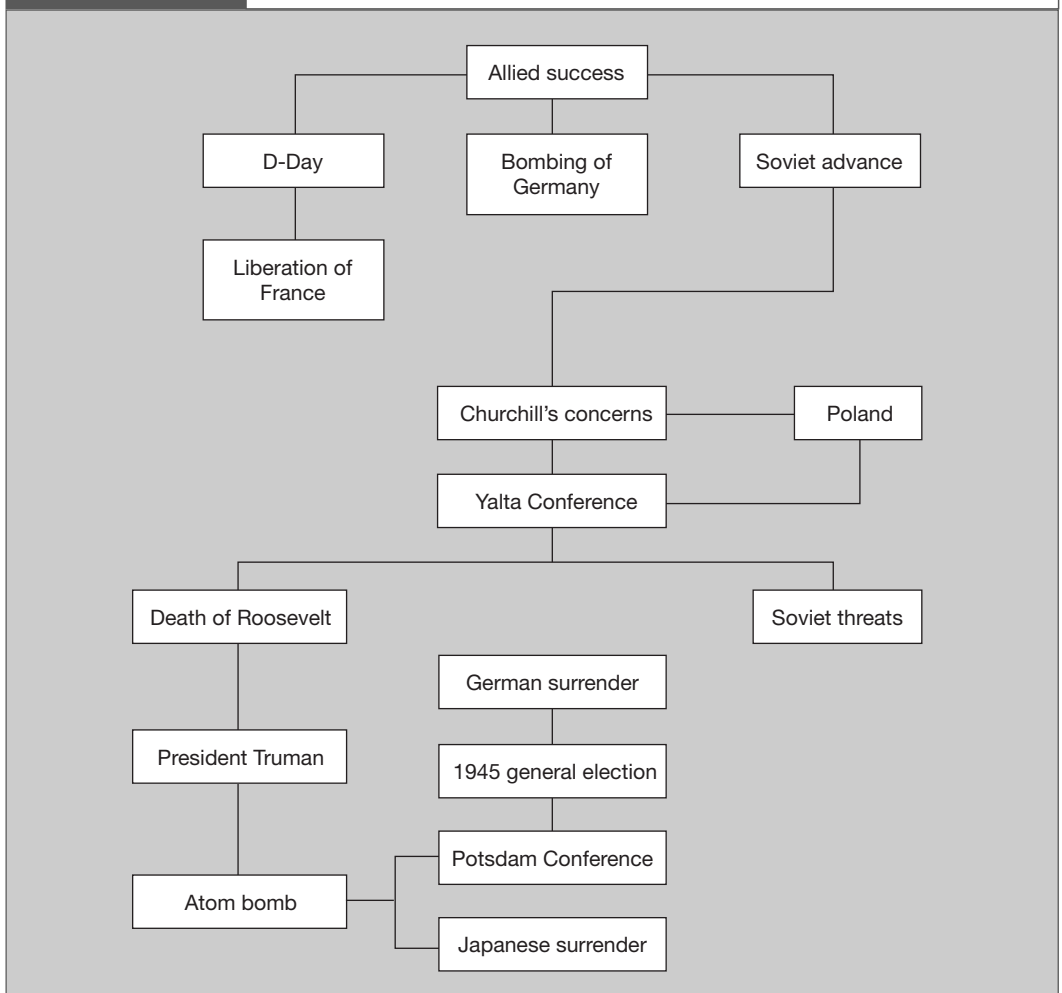 Allied success
D-Day
Bombing of
Germany
Soviet advance
Liberation of
France
Churchill's concerns
Poland
Yalta Conference
Death of Roosevelt
Soviet threats
German surrender
President Truman
1945 general election
Potsdam Conference
Atom bomb
Japanese surrender